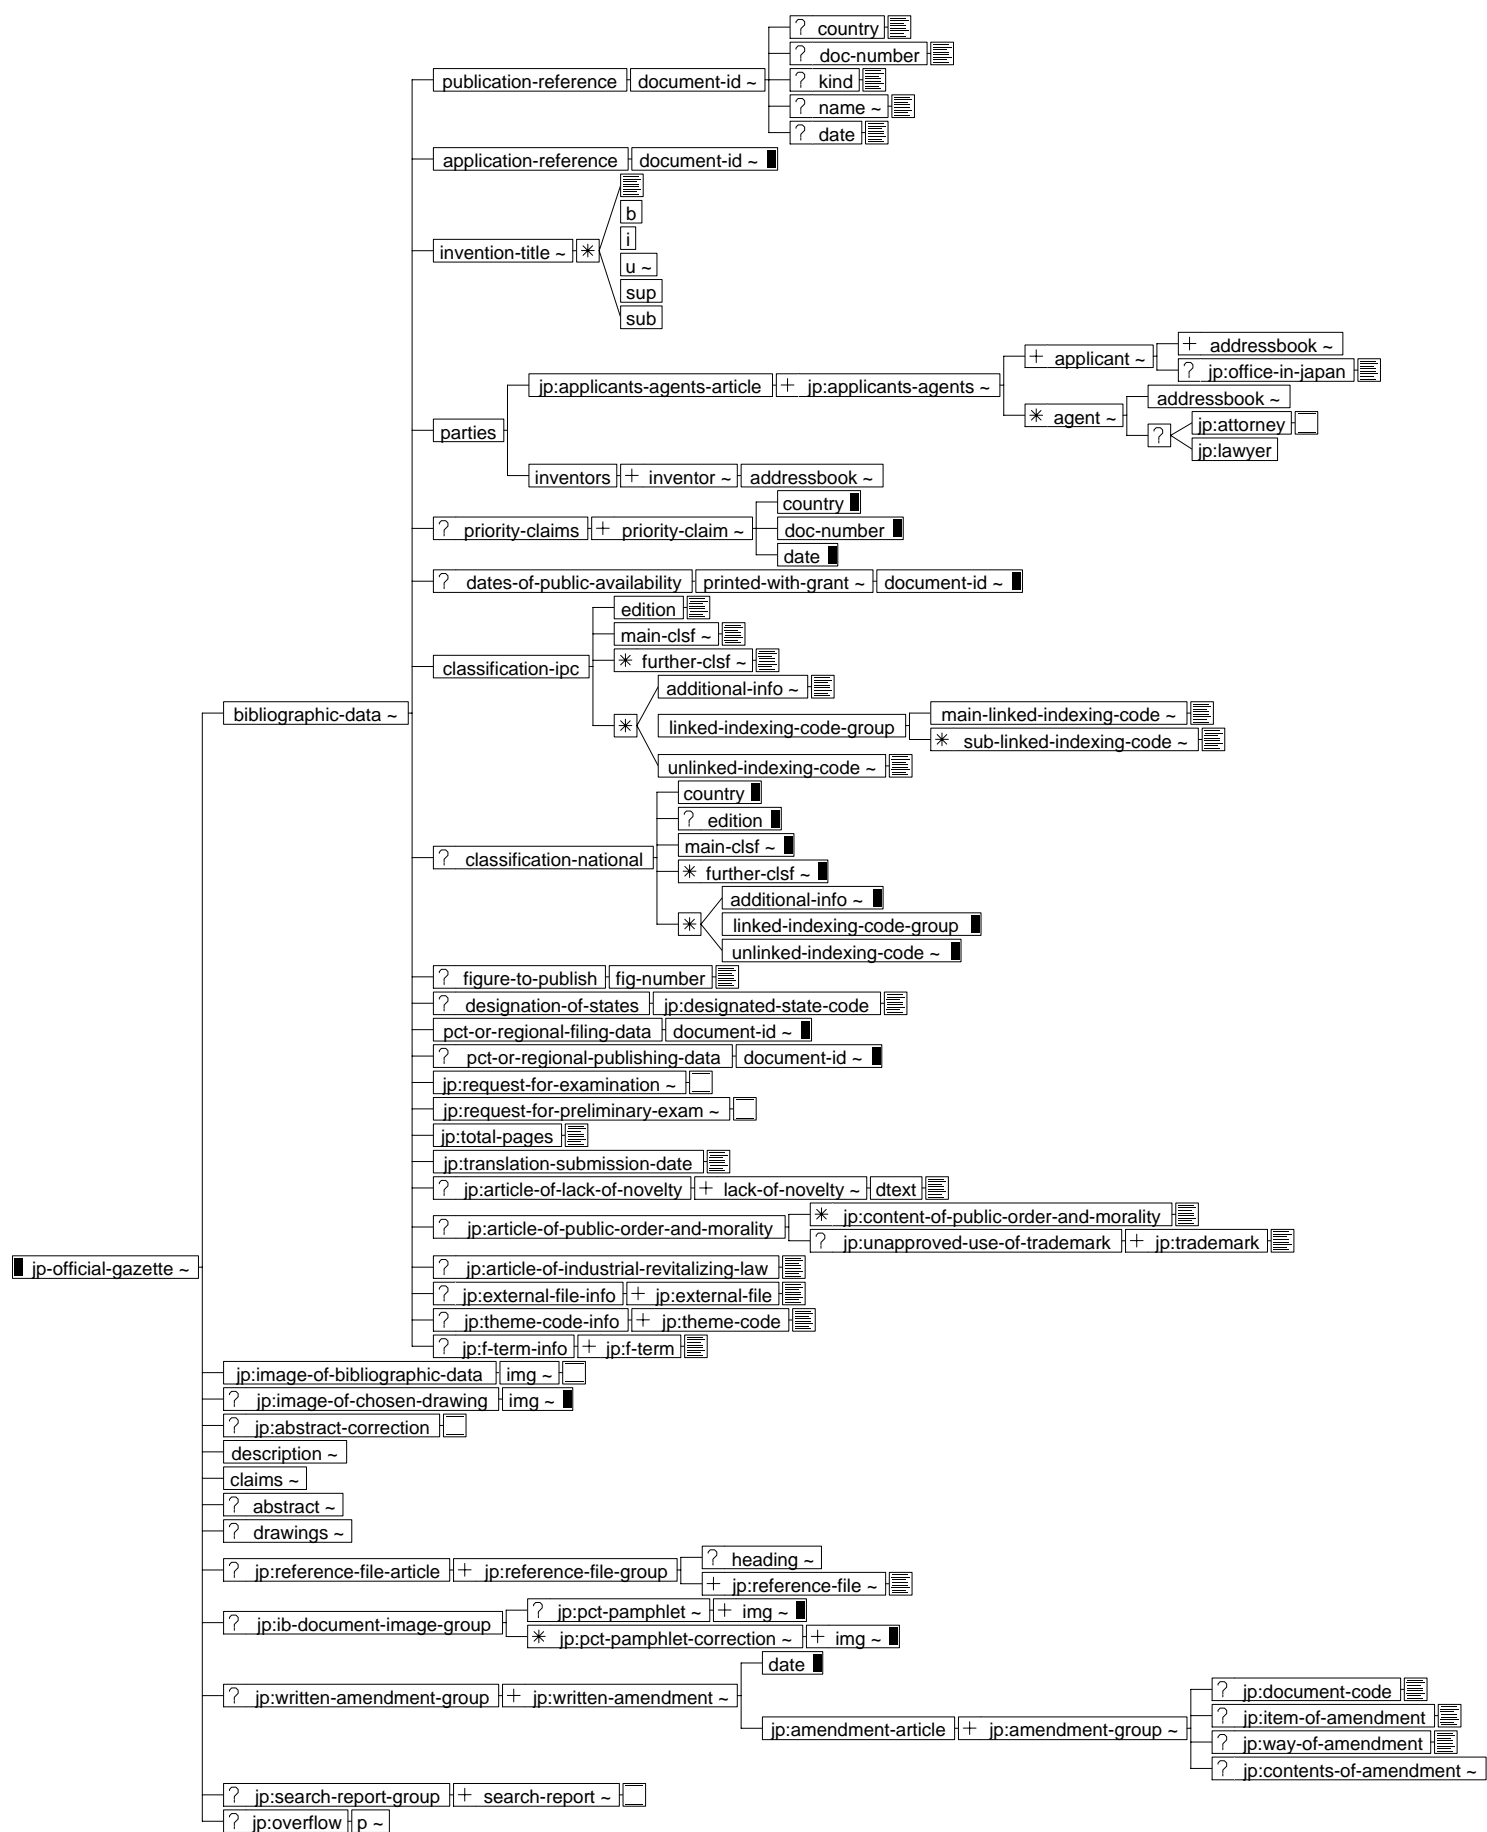 ? country
? doc-number
publication-reference document-id ~ ? kind
? name ~
? date
application-reference document-id ~
b
i
invention-title ~ *
u ~
sup
sub
+ addressbook ~
+ applicant ~
? jp:office-in-japan
jp:applicants-agents-article + jp:applicants-agents ~
addressbook ~
* agent ~
jp:attorney
parties ?
jp:lawyer
inventors + inventor ~ addressbook ~
country
? priority-claims + priority-claim ~ doc-number
date
? dates-of-public-availability printed-with-grant ~ document-id ~
edition
main-clsf ~
* further-clsf ~
classification-ipc
additional-info ~
bibliographic-data ~ main-linked-indexing-code ~
* linked-indexing-code-group
* sub-linked-indexing-code ~
unlinked-indexing-code ~
country
? edition
main-clsf ~
? classification-national
* further-clsf ~
additional-info ~
* linked-indexing-code-group
unlinked-indexing-code ~
? figure-to-publish fig-number
? designation-of-states jp:designated-state-code
pct-or-regional-filing-data document-id ~
? pct-or-regional-publishing-data document-id ~
jp:request-for-examination ~
jp:request-for-preliminary-exam ~
jp:total-pages
jp:translation-submission-date
? jp:article-of-lack-of-novelty + lack-of-novelty ~ dtext
* jp:content-of-public-order-and-morality
? jp:article-of-public-order-and-morality
? jp:unapproved-use-of-trademark + jp:trademark
jp-official-gazette ~ ? jp:article-of-industrial-revitalizing-law
? jp:external-file-info + jp:external-file
? jp:theme-code-info + jp:theme-code
? jp:f-term-info + jp:f-term
jp:image-of-bibliographic-data img ~
? jp:image-of-chosen-drawing img ~
? jp:abstract-correction
description ~
claims ~
? abstract ~
? drawings ~
? heading ~
? jp:reference-file-article + jp:reference-file-group
+ jp:reference-file ~
? jp:pct-pamphlet ~ + img ~
? jp:ib-document-image-group
* jp:pct-pamphlet-correction ~ + img ~
date
? jp:document-code
? jp:written-amendment-group + jp:written-amendment ~
? jp:item-of-amendment
jp:amendment-article + jp:amendment-group ~
? jp:way-of-amendment
? jp:contents-of-amendment ~
? jp:search-report-group + search-report ~
? jp:overflow p ~